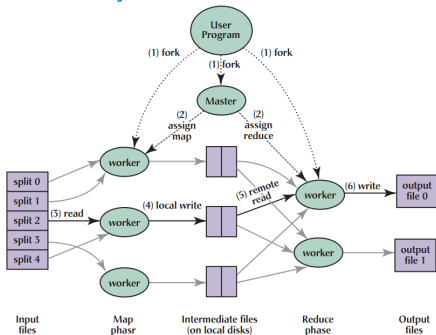 User
Program
(1) fork
(1) fork
(1) fork
Master
(2)
assign
map
(2)
assign
reduce
worker
split 0
split 1
split 2
split 3
split 4
(3) read
worker
(4) local write
(5) remote
read
worker
(6) write
output
file 0
worker
output
file 1
worker
Input
files
Map
phasr
Intermediate files
(on local disks)
Reduce
phase
Output
files